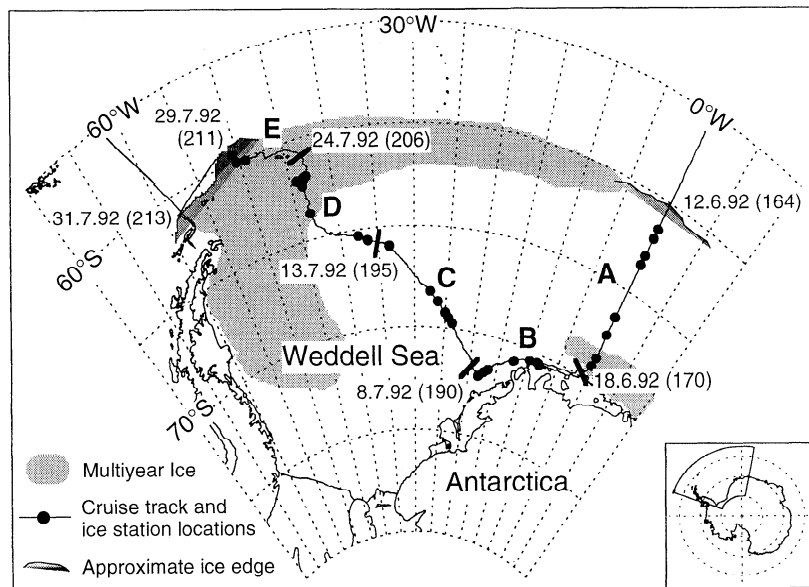 30°W
60°W
0°W
29.7.92
(211)
E
24.7.92 (206)
12.6.92 (164)
31.7.92 (213)
D
60°S
13.7.92 (195)
A
C
B
Weddell Sea
8.7.92 (190)
18.6.92 (170)
70°S
Antarctica
Multiyear Ice
Cruise track and
ice station locations
Approximate ice edge